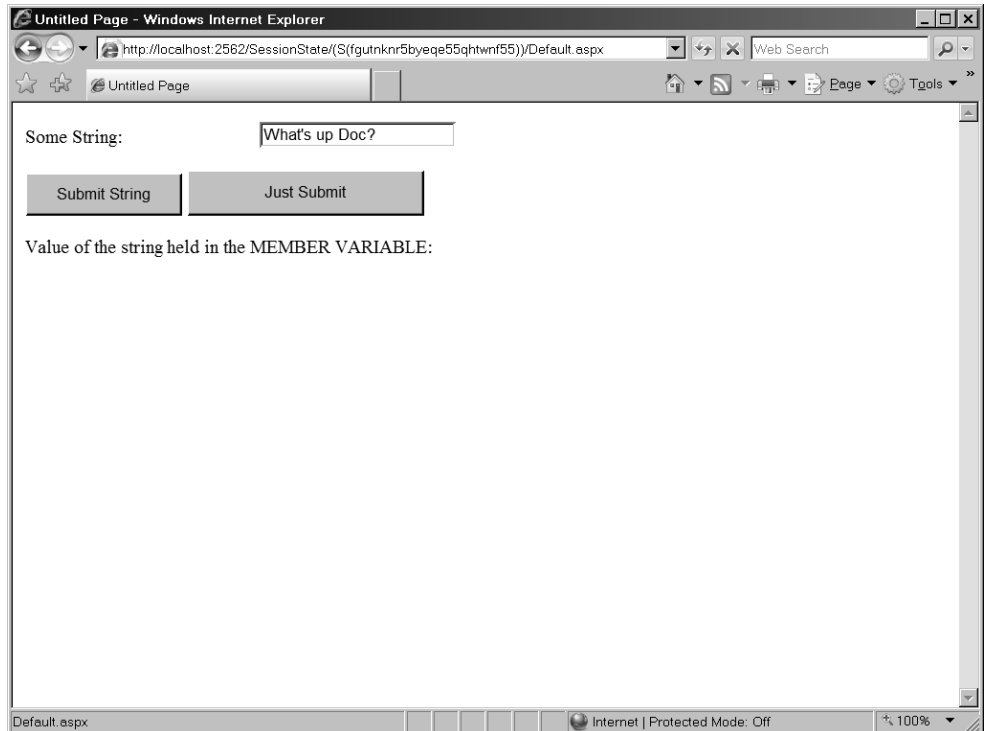 Untitled Page - Windows Internet Explorer
http://localhost:2562/SessionState/(S(fgutnknr5byeqe55qhtwnf55))/Default.aspx
Web Search
Untitled Page
Page
Tools
Some String:
What's up Doc?
Submit String
Just Submit
Value of the string held in the MEMBER VARIABLE:
Default.aspx
Internet | Protected Mode: Off
100%